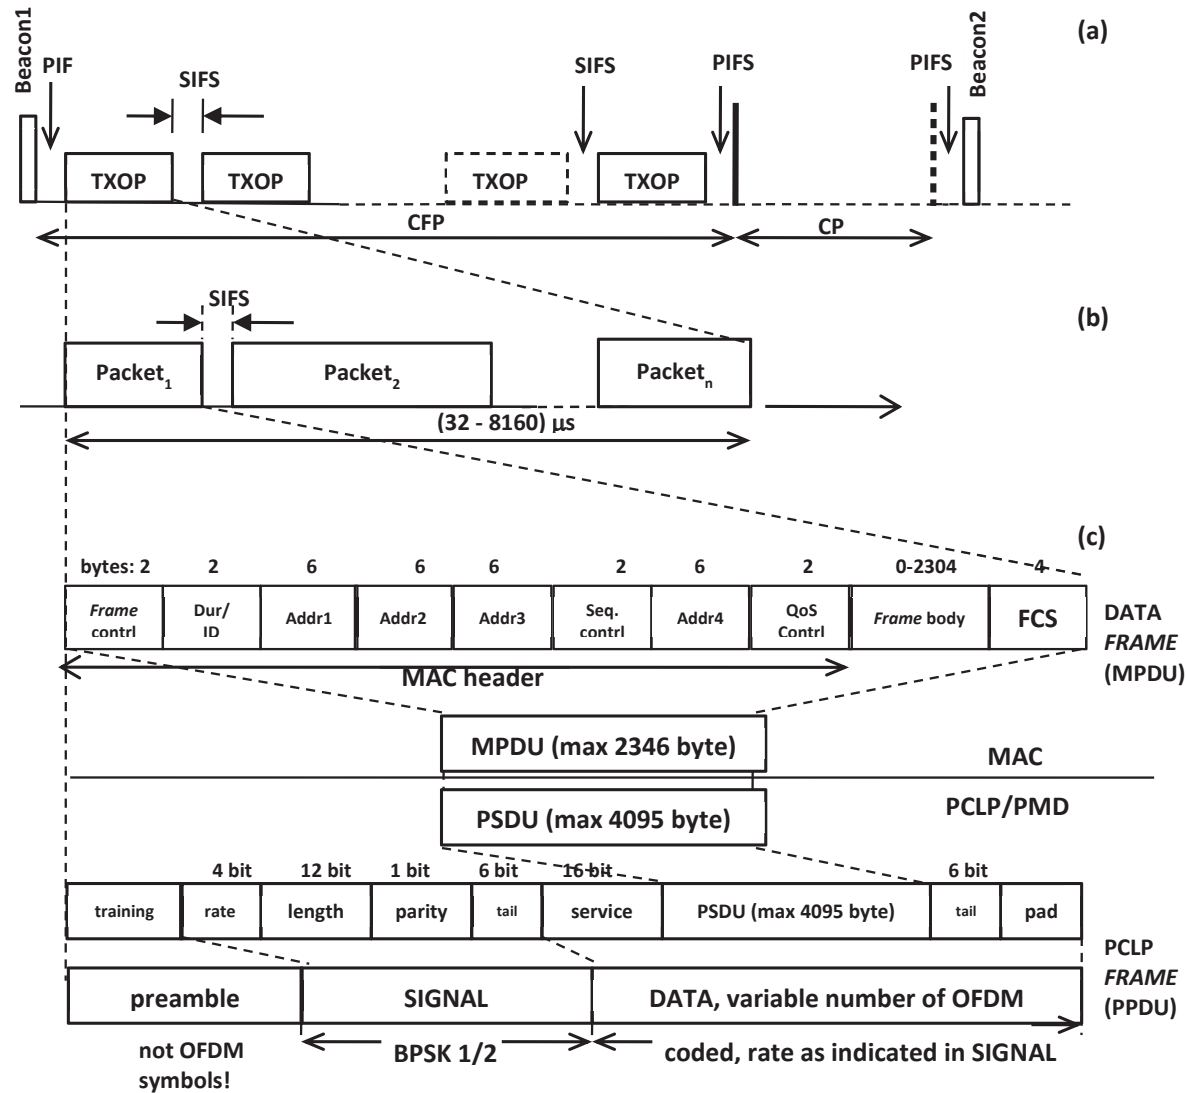 Beacon1
Beacon2
(a)
PIF
SIFS
SIFS
PIFS
PIFS
TXOP
TXOP
TXOP
TXOP
CFP
CP
SIFS
(b)
Packet1
Packet2
Packetn
(32 - 8160) µs
(c)
bytes: 2 2 6 6 6 2 6 2 0-2304 4
Frame contrl
Dur/ ID
Addr1
Addr2
Addr3
Seq. contrl
Addr4
QoS Contrl
Frame body
FCS
DATA
FRAME
(MPDU)
MAC header
MPDU (max 2346 byte)
MAC
PCLP/PMD
PSDU (max 4095 byte)
4 bit 12 bit 1 bit 6 bit 16 bit 6 bit
training rate length parity tail service PSDU (max 4095 byte) tail pad
PCLP
FRAME
(PPDU)
preamble SIGNAL DATA, variable number of OFDM
not OFDM
symbols!
BPSK 1/2
coded, rate as indicated in SIGNAL